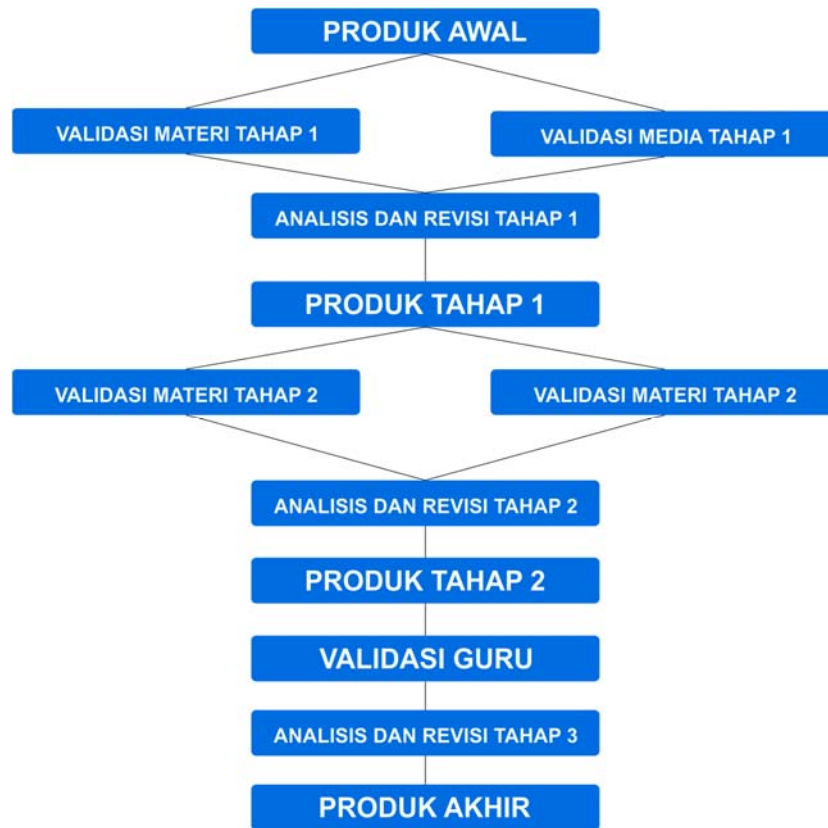 PRODUK AWAL
VALIDASI MATERI TAHAP 1
VALIDASI MEDIA TAHAP 1
ANALISIS DAN REVISI TAHAP 1
PRODUK TAHAP 1
VALIDASI MATERI TAHAP 2
VALIDASI MATERI TAHAP 2
ANALISIS DAN REVISI TAHAP 2
PRODUK TAHAP 2
VALIDASI GURU
ANALISIS DAN REVISI TAHAP 3
PRODUK AKHIR